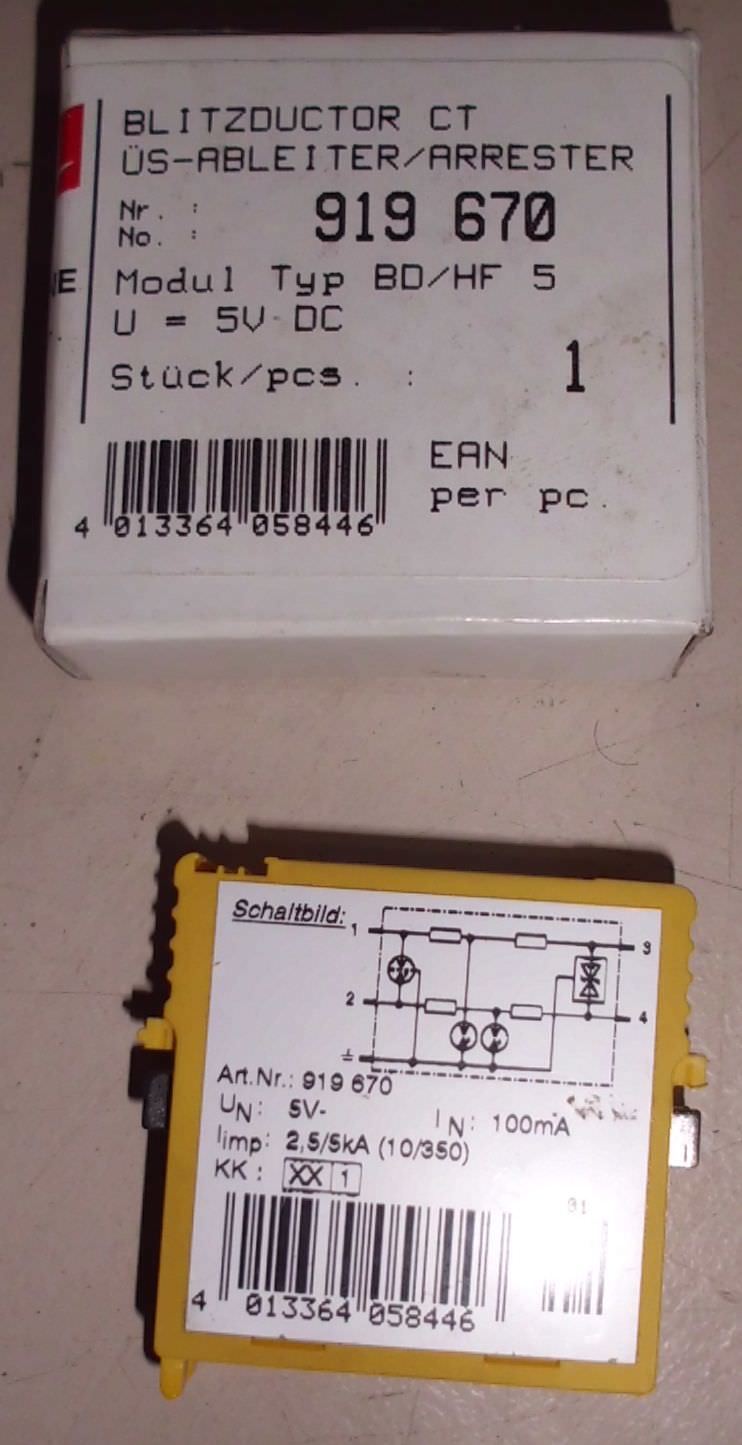 BLITZDUCTOR CT
ÜS-ABLEITER/ARRESTER
Nr. :
No. : 919 670
NE
Modul Typ BD/HF 5
U = 5V DC
Stück/pcs. : 1
EAN
per pc.
4 013364 058446
Schaltbild:
1
3
2
4
Art.Nr.: 919 670
UN: 5V- IN: 100mA
Iimp: 2,5/5kA (10/350)
KK: XX 1
01
4 013364 058446